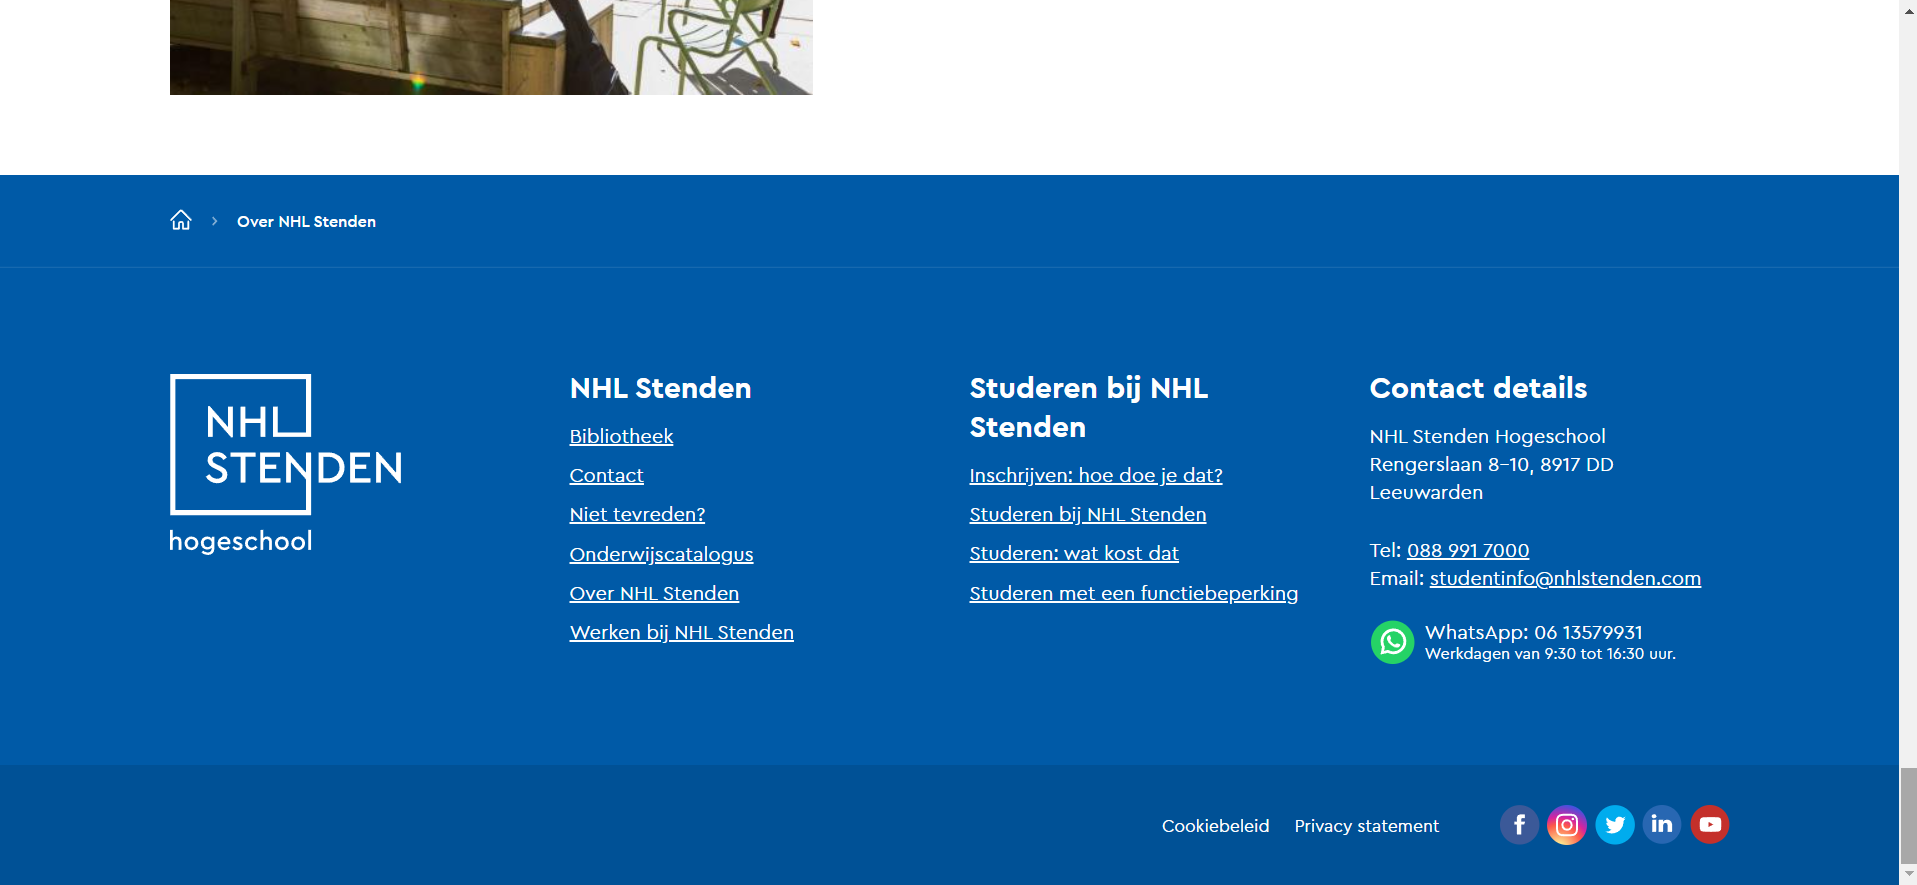 Over NHL Stenden
NHL
STENDEN
hogeschool
NHL Stenden
Bibliotheek
Contact
Niet tevreden?
Onderwijscatalogus
Over NHL Stenden
Werken bij NHL Stenden
Studeren bij NHL
Stenden
Inschrijven: hoe doe je dat?
Studeren bij NHL Stenden
Studeren: wat kost dat
Studeren met een functiebeperking
Contact details
NHL Stenden Hogeschool
Rengerslaan 8-10, 8917 DD
Leeuwarden
Tel: 088 991 7000
Email: studentinfo@nhlstenden.com
WhatsApp: 06 13579931
Werkdagen van 9:30 tot 16:30 uur.
Cookiebeleid Privacy statement